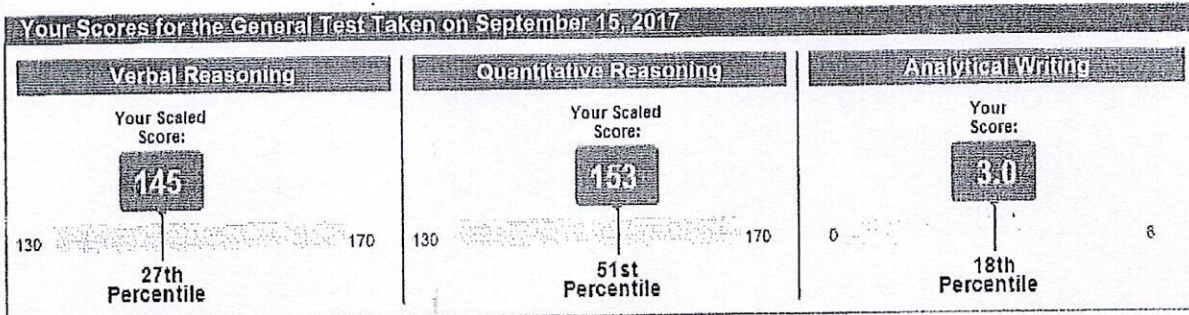 Your Scores for the General Test Taken on September 15, 2017
Verbal Reasoning
Your Scaled
Score:
145
130
170
27th
Percentile
Quantitative Reasoning
Your Scaled
Score:
153
130
170
51st
Percentile
Analytical Writing
Your
Score:
3.0
0
6
18th
Percentile